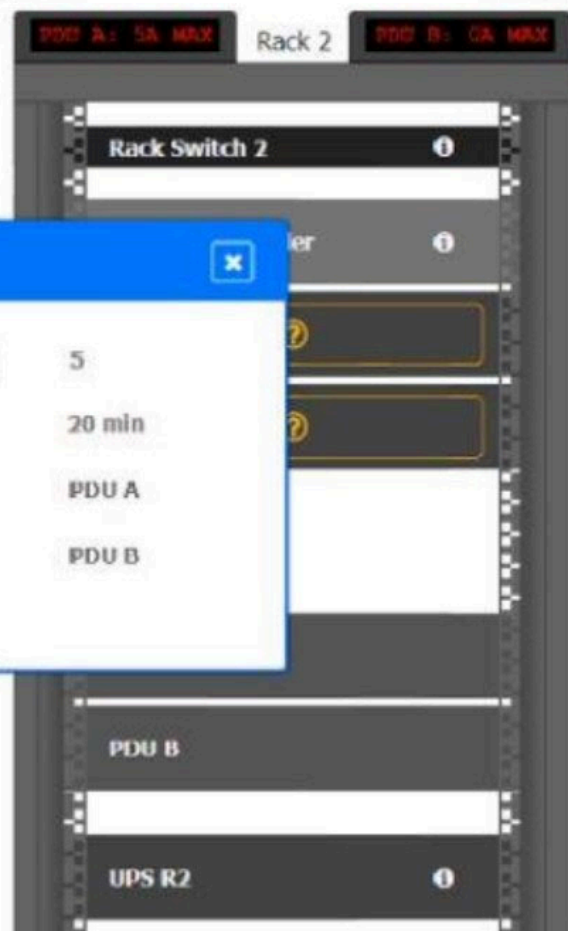 PDU A: 5A MAX
Rack 2
PDU B: 0A MAX
Rack Switch 2
ler
5
20 min
PDU A
PDU B
PDU B
UPS R2